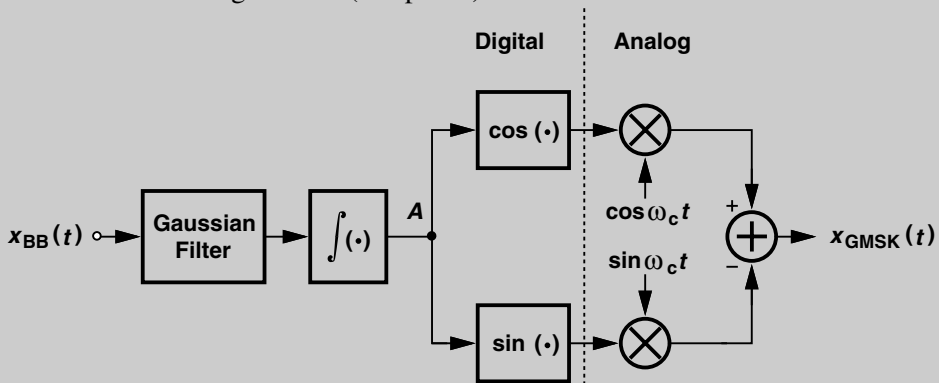 Digital
Analog
cos (•)
A
cos ω_c t
+
x_BB (t)
Gaussian
Filter
∫(•)
x_GMSK (t)
sin ω_c t
−
sin (•)